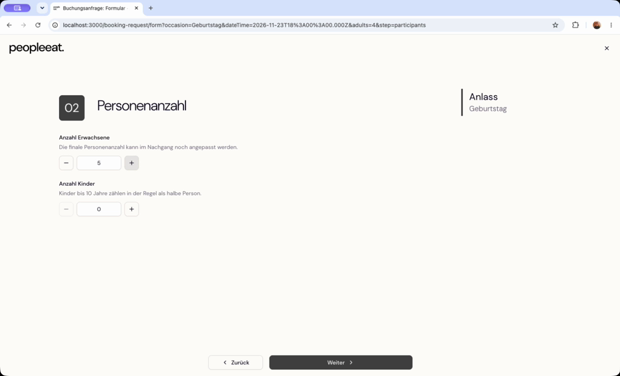 Buchungsanfrage: Formular
localhost:3000/booking-request/form?occasion=Geburtstag&dateTime=2026-11-23T18%3A00%3A00.000Z&adults=4&step=participants
peopleeat.
02
Personenanzahl
Anlass
Geburtstag
Anzahl Erwachsene
Die finale Personenanzahl kann im Nachgang noch angepasst werden.
− 5 +
Anzahl Kinder
Kinder bis 10 Jahre zählen in der Regel als halbe Person.
− 0 +
Zurück
Weiter